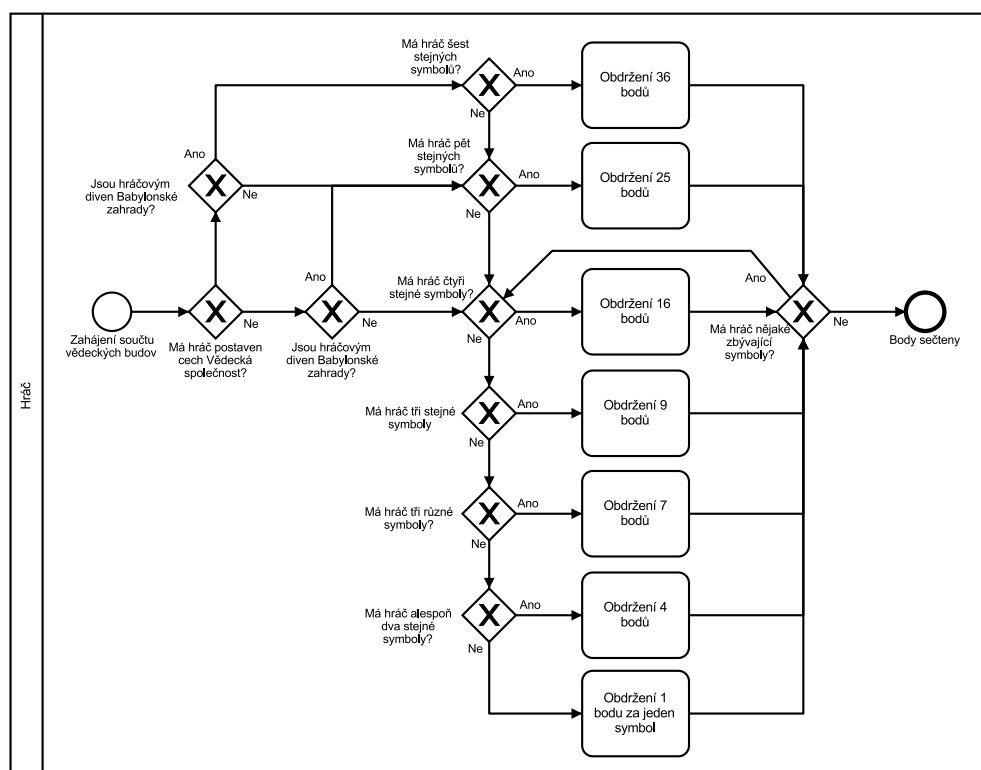 Hráč
Má hráč šest
stejných
symbolů?
Ano
Ne
Obdržení 36
bodů
Má hráč pět
stejných
symbolů?
Ano
Ne
Obdržení 25
bodů
Ano
Jsou hráčovým
diven Babylonské
zahrady?
Ne
Ano
Má hráč čtyři
stejné symboly?
Ano
Ne
Obdržení 16
bodů
Ano
Má hráč nějaké
zbývající
symboly?
Ne
Body sečteny
Zahájení součtu
vědeckých budov
Má hráč postaven
cech Vědecká
společnost?
Ne
Jsou hráčovým
diven Babylonské
zahrady?
Ne
Má hráč tři stejné
symboly
Ano
Ne
Obdržení 9
bodů
Má hráč tři různé
symboly?
Ano
Ne
Obdržení 7
bodů
Má hráč alespoň
dva stejné
symboly?
Ano
Ne
Obdržení 4
bodů
Obdržení 1
bodu za jeden
symbol